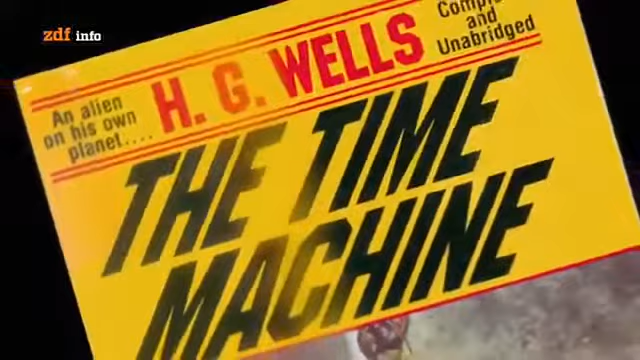 zdf info
An alien
on his own
planet....
H. G. WELLS
and
Unabridged
THE TIME
MACHINE